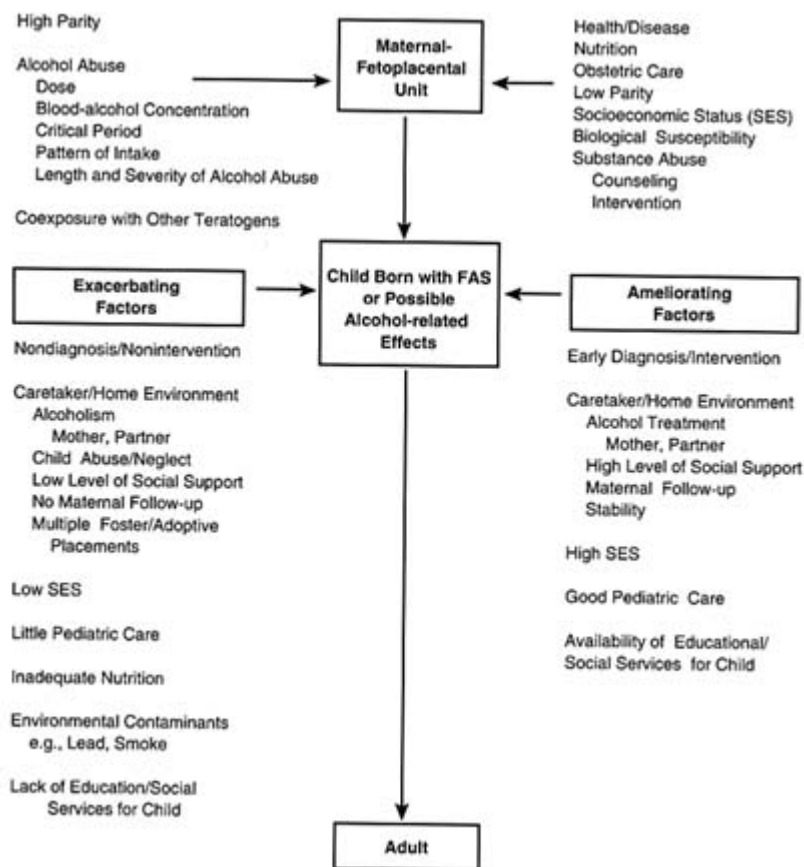 High Parity
Alcohol Abuse
Dose
Blood-alcohol Concentration
Critical Period
Pattern of Intake
Length and Severity of Alcohol Abuse
Coexposure with Other Teratogens
Maternal-
Fetoplacental
Unit
Health/Disease
Nutrition
Obstetric Care
Low Parity
Socioeconomic Status (SES)
Biological Susceptibility
Substance Abuse
Counseling
Intervention
Exacerbating
Factors
Child Born with FAS
or Possible
Alcohol-related
Effects
Ameliorating
Factors
Nondiagnosis/Nonintervention
Caretaker/Home Environment
Alcoholism
Mother, Partner
Child Abuse/Neglect
Low Level of Social Support
No Maternal Follow-up
Multiple Foster/Adoptive
Placements
Low SES
Little Pediatric Care
Inadequate Nutrition
Environmental Contaminants
e.g., Lead, Smoke
Lack of Education/Social
Services for Child
Early Diagnosis/Intervention
Caretaker/Home Environment
Alcohol Treatment
Mother, Partner
High Level of Social Support
Maternal Follow-up
Stability
High SES
Good Pediatric Care
Availability of Educational/
Social Services for Child
Adult